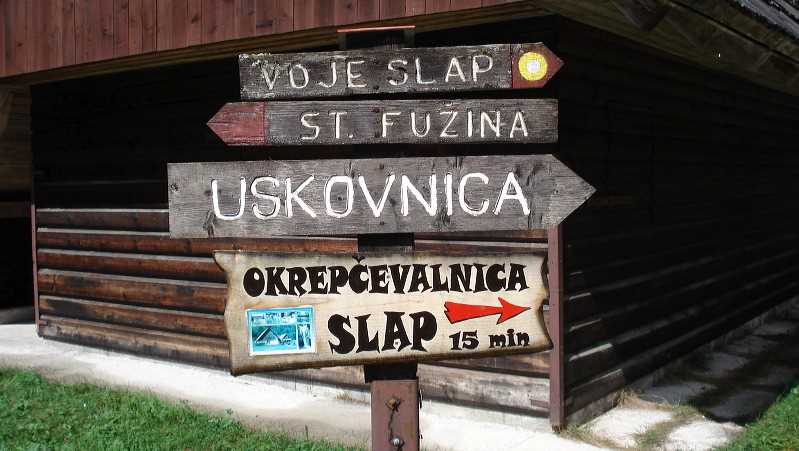 VOJE SLAP
ST. FUŽINA
USKOVNICA
OKREPČEVALNICA
SLAP
15 min